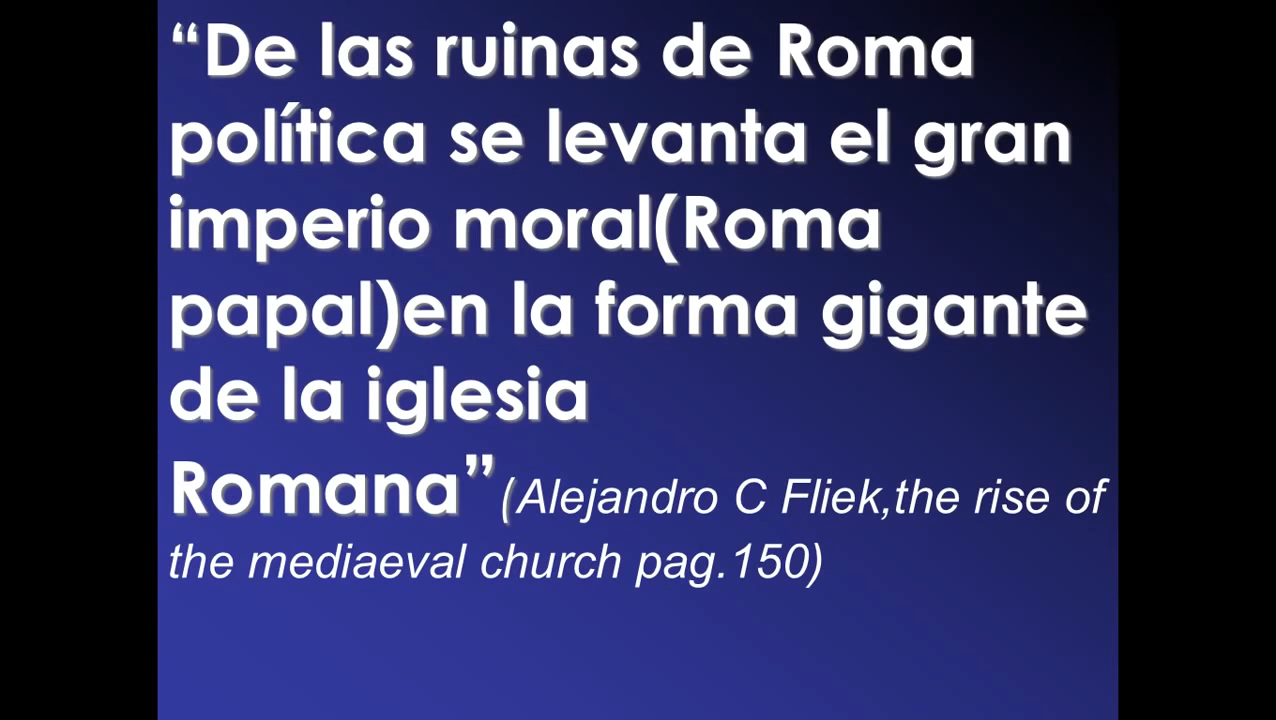 “De las ruinas de Roma
política se levanta el gran
imperio moral(Roma
papal)en la forma gigante
de la iglesia
Romana”(Alejandro C Fliek,the rise of
the mediaeval church pag.150)